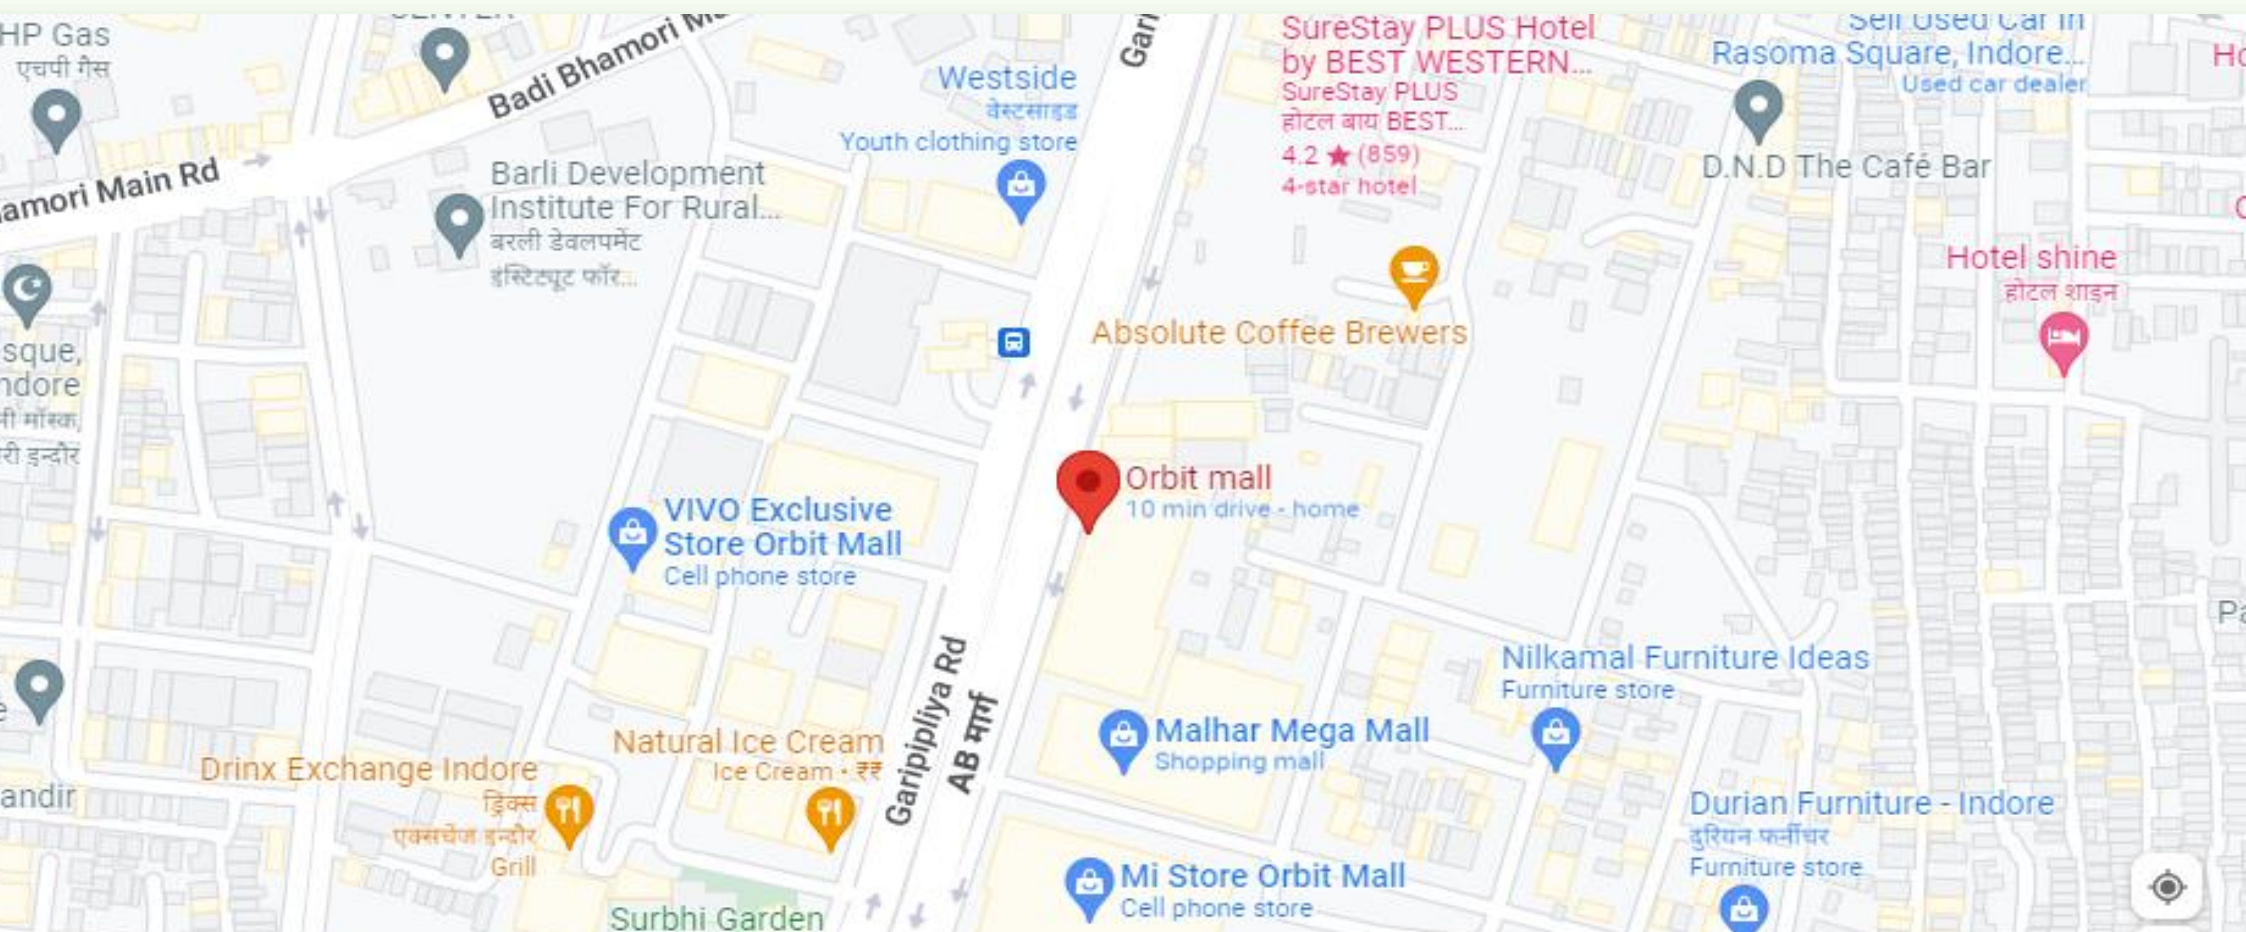 HP Gas
एचपी गैस
Badi Bhamori
Main Rd
Westside
वेस्टसाइड
Youth clothing store
SureStay PLUS Hotel
by BEST WESTERN...
SureStay PLUS
होटल बाय BEST...
4.2 ★ (859)
4-star hotel
Sell Used Car In
Rasoma Square, Indore...
Used car dealer
D.N.D The Café Bar
Barli Development
Institute For Rural...
बरली डेवलपमेंट
इंस्टिट्यूट फॉर...
Hotel shine
होटल शाइन
Absolute Coffee Brewers
Orbit mall
10 min drive - home
VIVO Exclusive
Store Orbit Mall
Cell phone store
Garipipliya Rd
AB मार्ग
Nilkamal Furniture Ideas
Furniture store
Malhar Mega Mall
Shopping mall
Natural Ice Cream
Ice Cream · ₹₹
Drinx Exchange Indore
ड्रिंक्स
एक्सचेंज इन्दौर
Grill
Durian Furniture - Indore
दुरियन फर्नीचर
Furniture store
Mi Store Orbit Mall
Cell phone store
Surbhi Garden